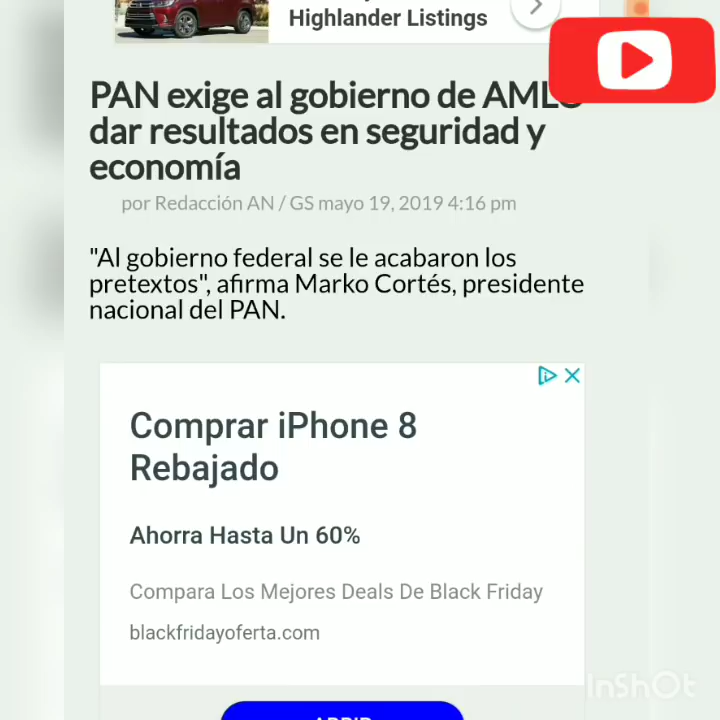 Highlander Listings
PAN exige al gobierno de AMLO
dar resultados en seguridad y
economía
por Redacción AN / GS mayo 19, 2019 4:16 pm
"Al gobierno federal se le acabaron los
pretextos", afirma Marko Cortés, presidente
nacional del PAN.
Comprar iPhone 8
Rebajado
Ahorra Hasta Un 60%
Compara Los Mejores Deals De Black Friday
blackfridayoferta.com
InShOt